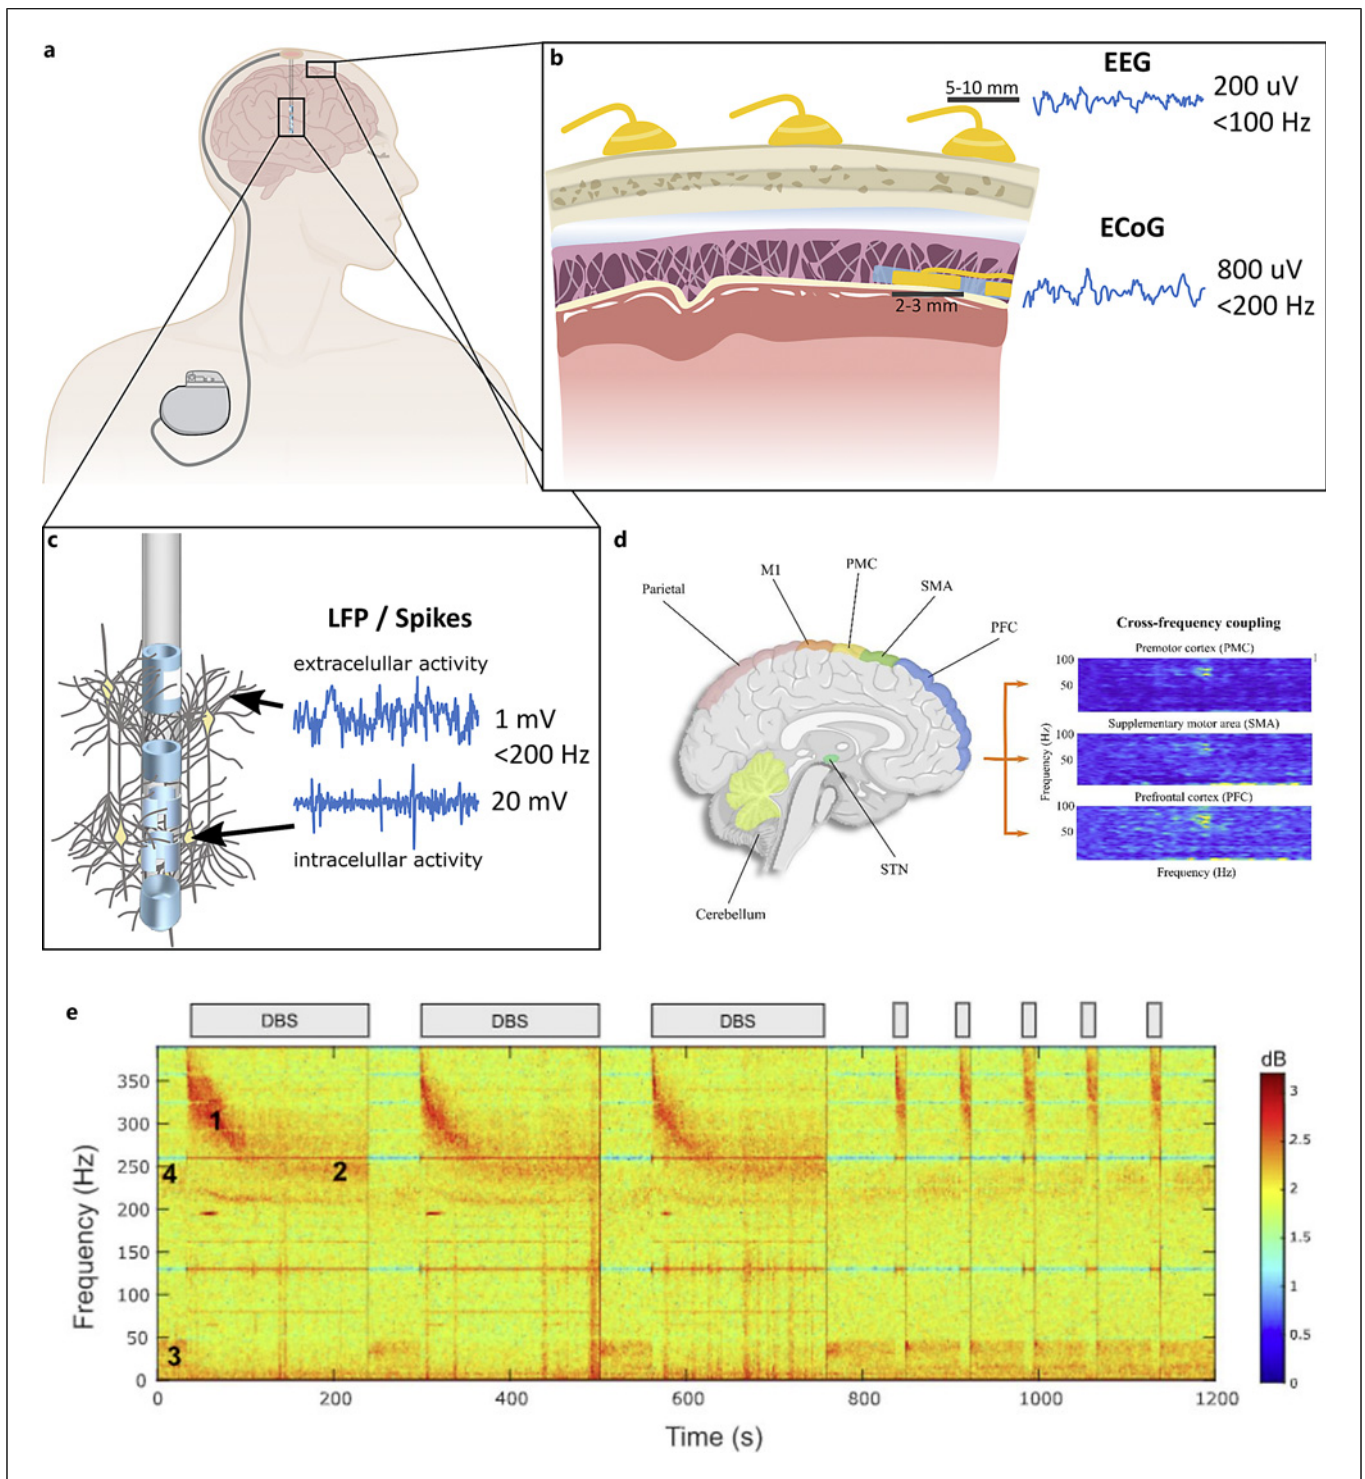 a
b
EEG
5-10 mm
200 uV
<100 Hz
ECoG
800 uV
<200 Hz
2-3 mm
c
LFP / Spikes
extracelullar activity
1 mV
<200 Hz
20 mV
intracelullar activity
d
Parietal
M1
PMC
SMA
PFC
STN
Cerebellum
Cross-frequency coupling
Premotor cortex (PMC)
100
50
Supplementary motor area (SMA)
100
50
Prefrontal cortex (PFC)
100
50
Frequency (Hz)
Frequency (Hz)
e
DBS
DBS
DBS
dB
350
300
250
200
150
100
50
0
1
2
4
3
Frequency (Hz)
0
200
400
600
800
1000
1200
Time (s)
3
2.5
2
1.5
1
0.5
0